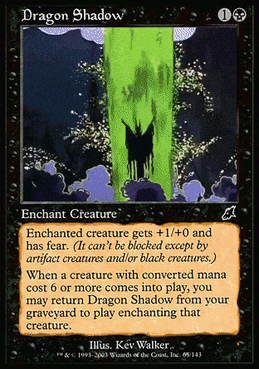 Dragon Shadow 1
Enchant Creature
Enchanted creature gets +1/+0 and
has fear. (It can't be blocked except by
artifact creatures and/or black creatures.)
When a creature with converted mana
cost 6 or more comes into play, you
may return Dragon Shadow from your
graveyard to play enchanting that
creature.
Illus. Kev Walker
™ & © 1993–2003 Wizards of the Coast, Inc. 65/143